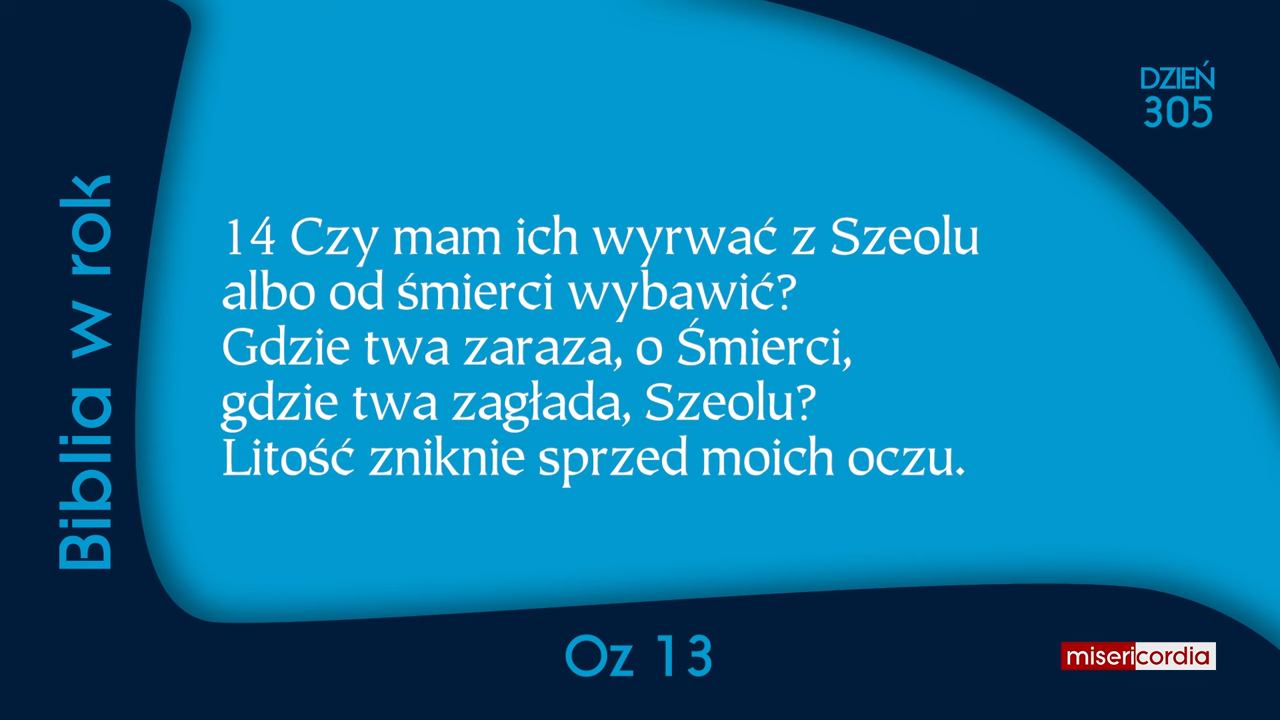 DZIEŃ
305
Biblia w rok
14 Czy mam ich wyrwać z Szeolu
albo od śmierci wybawić?
Gdzie twa zaraza, o Śmierci,
gdzie twa zagłada, Szeolu?
Litość zniknie sprzed moich oczu.
Oz 13
misericordia